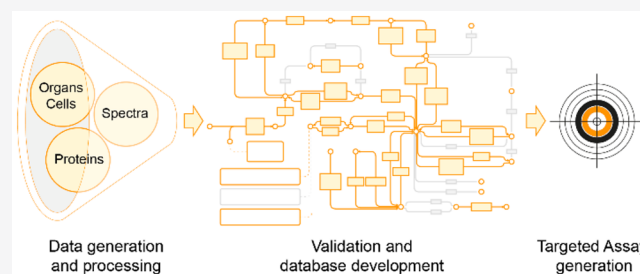 Organs
Cells
Spectra
Proteins
Data generation
and processing
Validation and
database development
Targeted Assa
generation